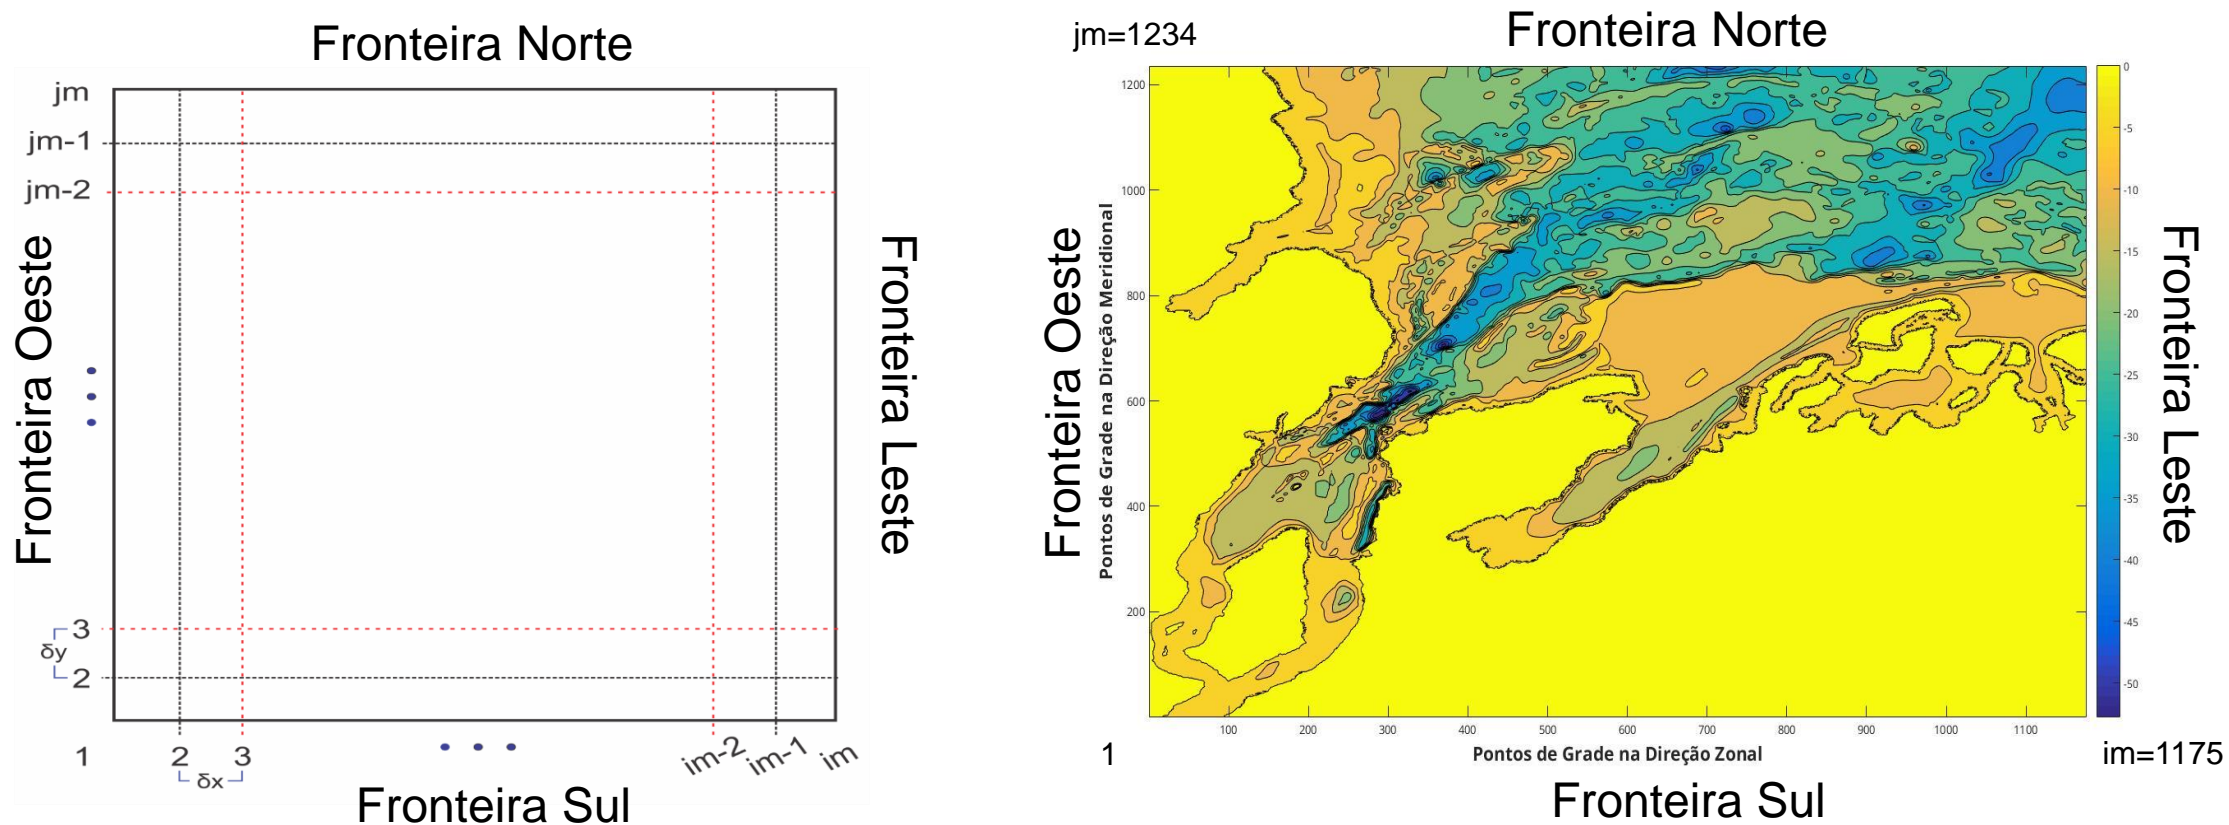 Fronteira Norte
jm
jm-1
jm-2
Fronteira Oeste
Fronteira Leste
3
δy
2
1
2
3
im-2
im-1
im
δx
Fronteira Sul
jm=1234
Fronteira Norte
Fronteira Oeste
Pontos de Grade na Direção Meridional
1200
1000
800
600
400
200
100
200
300
400
500
600
700
800
900
1000
1100
Pontos de Grade na Direção Zonal
1
im=1175
Fronteira Sul
0
-5
-10
-15
-20
-25
-30
-35
-40
-45
-50
Fronteira Leste